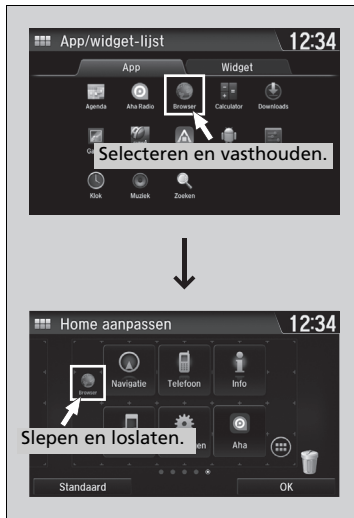 App/widget-lijst 12:34
App Widget
Agenda Aha Radio Browser Calculator Downloads
Selecteren en vasthouden.
Klok Muziek Zoeken
Home aanpassen 12:34
Navigatie Telefoon Info
Browser
Slepen en loslaten.
Aha
Standaard OK